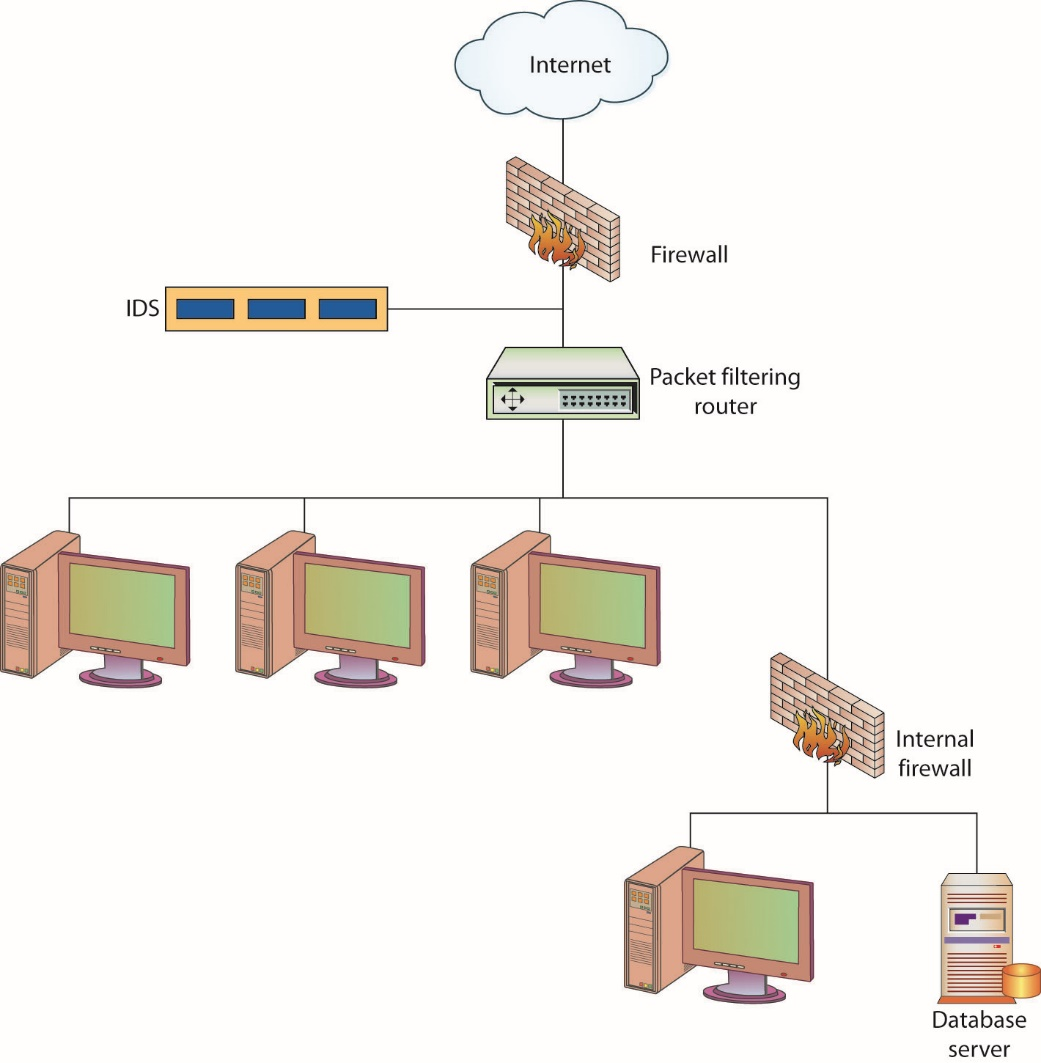 Internet
Firewall
IDS
Packet filtering
router
Internal
firewall
Database
server